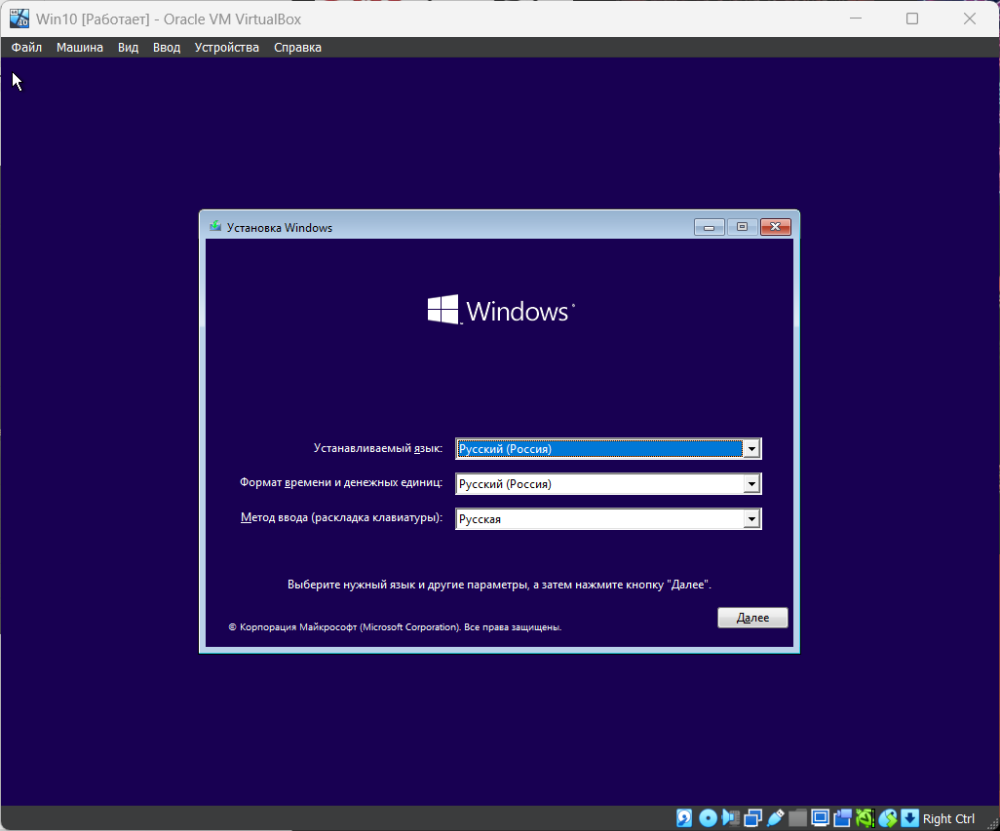 Win10 [Работает] - Oracle VM VirtualBox
Файл Машина Вид Ввод Устройства Справка
Установка Windows
Windows
Устанавливаемый язык: Русский (Россия)
Формат времени и денежных единиц: Русский (Россия)
Метод ввода (раскладка клавиатуры): Русская
Выберите нужный язык и другие параметры, а затем нажмите кнопку "Далее".
Далее
© Корпорация Майкрософт (Microsoft Corporation). Все права защищены.
Right Ctrl